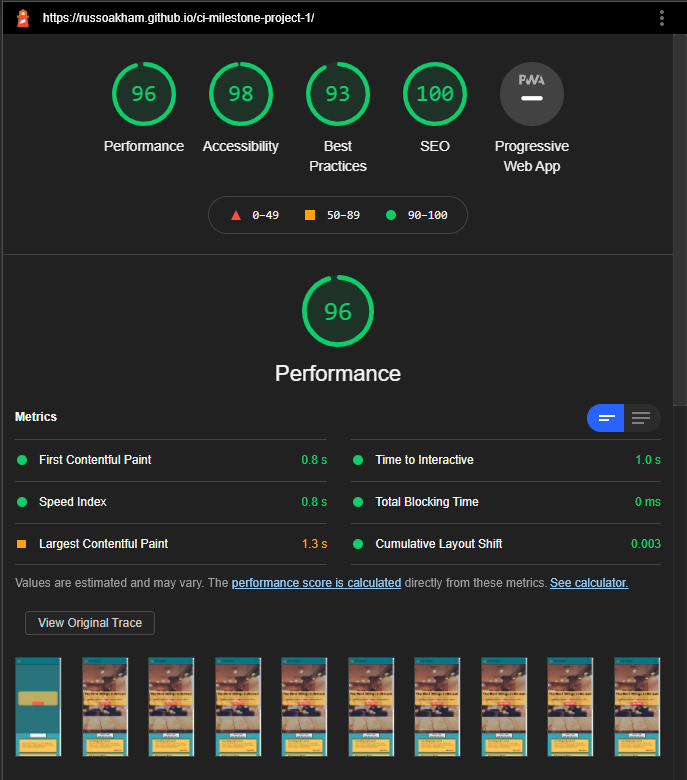 https://russoakham.github.io/ci-milestone-project-1/
96 98 93 100 PWA
Performance Accessibility Best Practices SEO Progressive Web App
0–49 50–89 90–100
96
Performance
Metrics
First Contentful Paint 0.8 s
Time to Interactive 1.0 s
Speed Index 0.8 s
Total Blocking Time 0 ms
Largest Contentful Paint 1.3 s
Cumulative Layout Shift 0.003
Values are estimated and may vary. The performance score is calculated directly from these metrics. See calculator.
View Original Trace